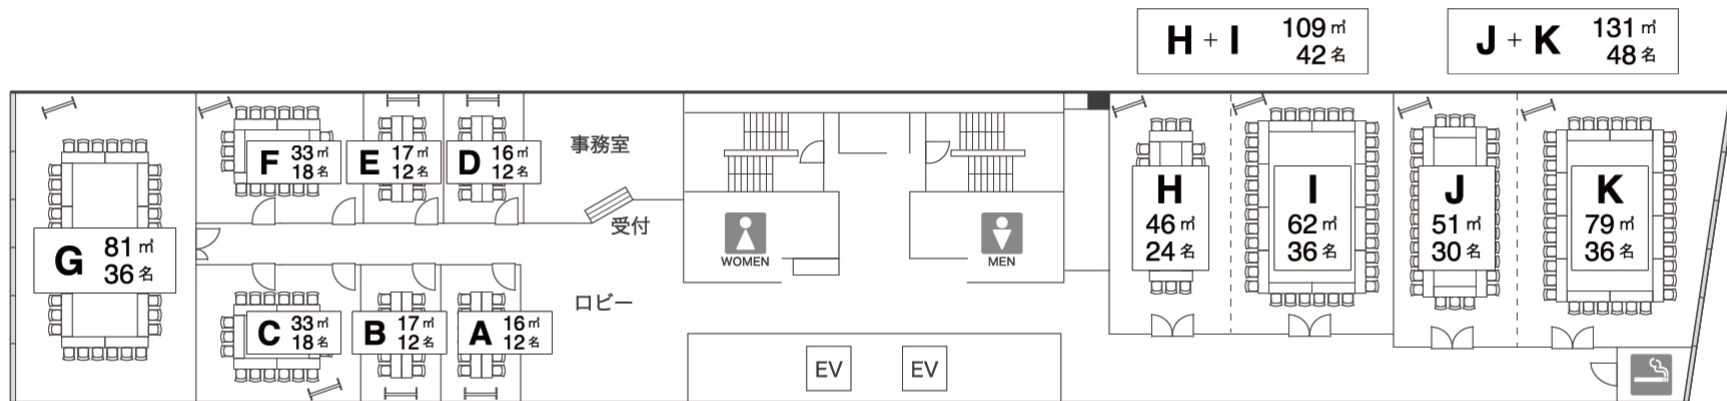 H + I 109㎡
42名
J + K 131㎡
48名
G 81㎡
36名
F 33㎡
18名
E 17㎡
12名
D 16㎡
12名
事務室
受付
ロビー
C 33㎡
18名
B 17㎡
12名
A 16㎡
12名
WOMEN
MEN
EV
EV
H
46㎡
24名
I
62㎡
36名
J
51㎡
30名
K
79㎡
36名